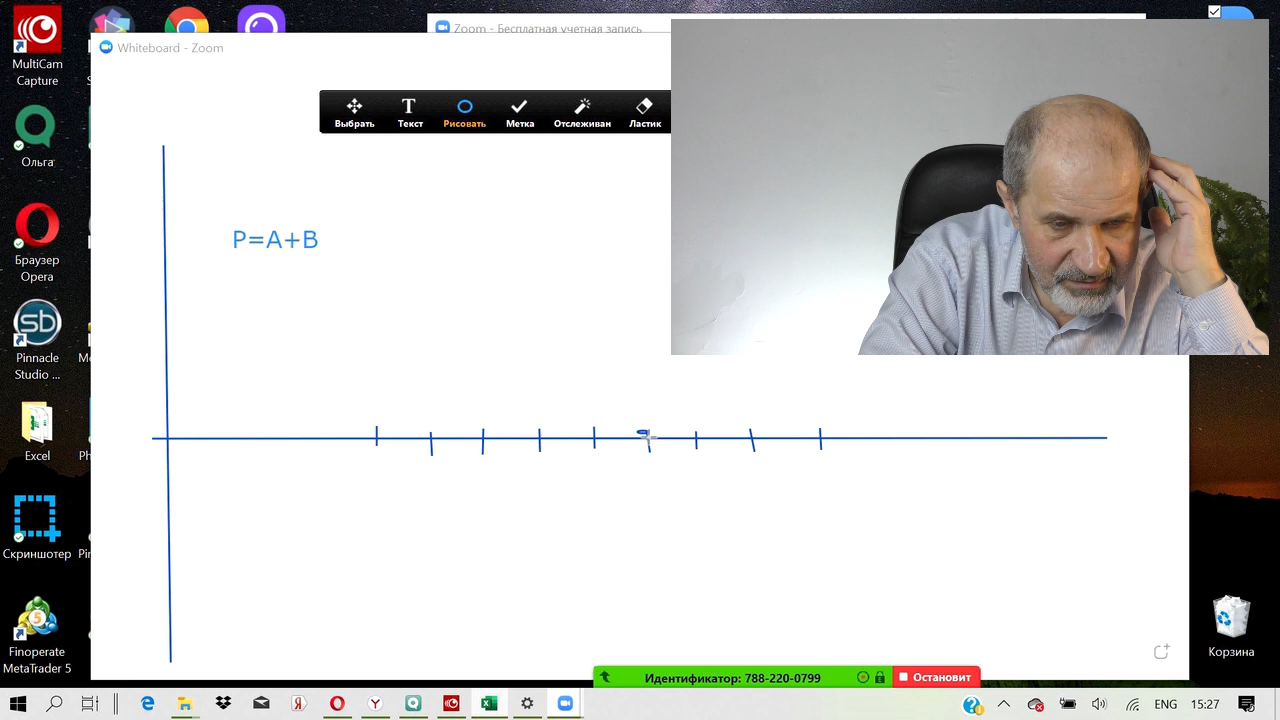 MultiCam
Capture
Ольга
Браузер
Opera
Pinnacle
Studio ...
Excel
Скриншотер
Finoperate
MetaTrader 5
Zoom - Бесплатная учетная запись
Whiteboard - Zoom
Выбрать
Текст
Рисовать
Метка
Отслеживан
Ластик
P=A+B
Корзина
Идентификатор: 788-220-0799
Остановит
ENG
15:27